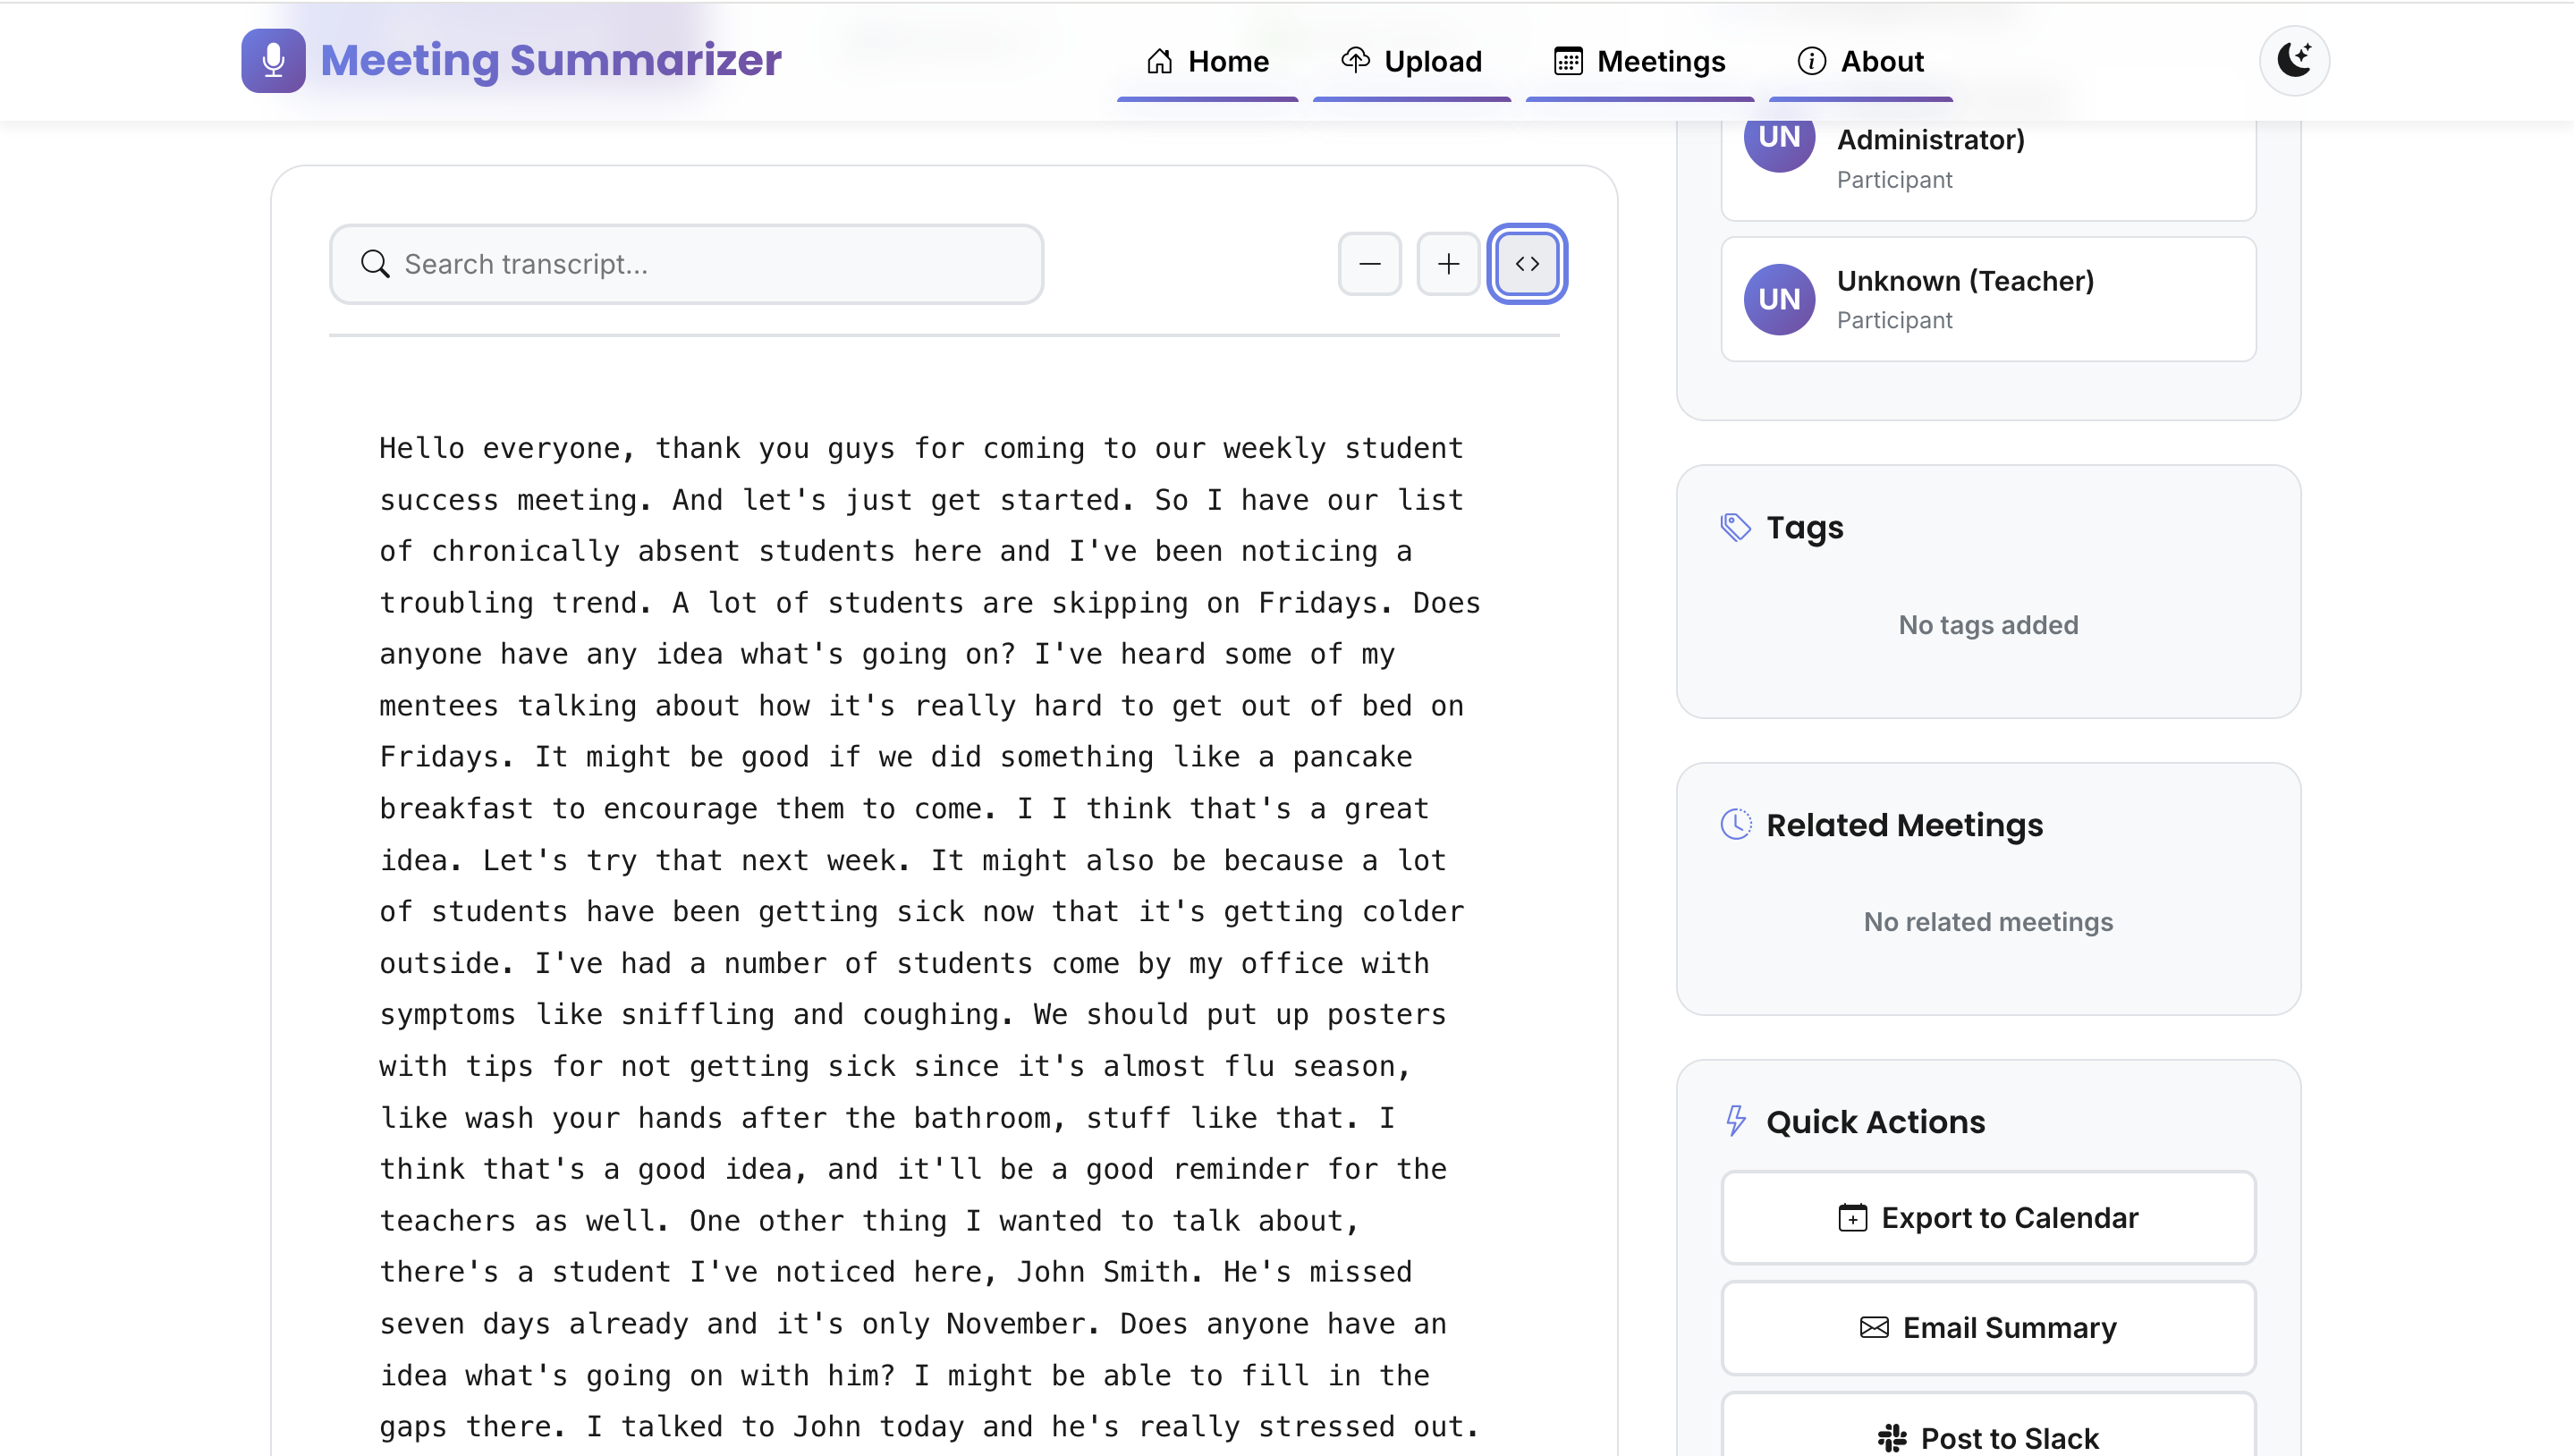 Meeting Summarizer
Home
Upload
Meetings
About
Search transcript...
Hello everyone, thank you guys for coming to our weekly student
success meeting. And let's just get started. So I have our list
of chronically absent students here and I've been noticing a
troubling trend. A lot of students are skipping on Fridays. Does
anyone have any idea what's going on? I've heard some of my
mentees talking about how it's really hard to get out of bed on
Fridays. It might be good if we did something like a pancake
breakfast to encourage them to come. I I think that's a great
idea. Let's try that next week. It might also be because a lot
of students have been getting sick now that it's getting colder
outside. I've had a number of students come by my office with
symptoms like sniffling and coughing. We should put up posters
with tips for not getting sick since it's almost flu season,
like wash your hands after the bathroom, stuff like that. I
think that's a good idea, and it'll be a good reminder for the
teachers as well. One other thing I wanted to talk about,
there's a student I've noticed here, John Smith. He's missed
seven days already and it's only November. Does anyone have an
idea what's going on with him? I might be able to fill in the
gaps there. I talked to John today and he's really stressed out.
UN
Administrator)
Participant
UN
Unknown (Teacher)
Participant
Tags
No tags added
Related Meetings
No related meetings
Quick Actions
Export to Calendar
Email Summary
Post to Slack